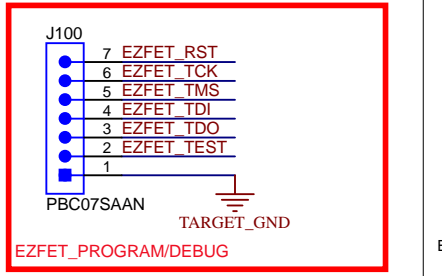 J100
7 EZFET_RST
6 EZFET_TCK
5 EZFET_TMS
4 EZFET_TDI
3 EZFET_TDO
2 EZFET_TEST
1
PBC07SAAN
TARGET_GND
EZFET_PROGRAM/DEBUG